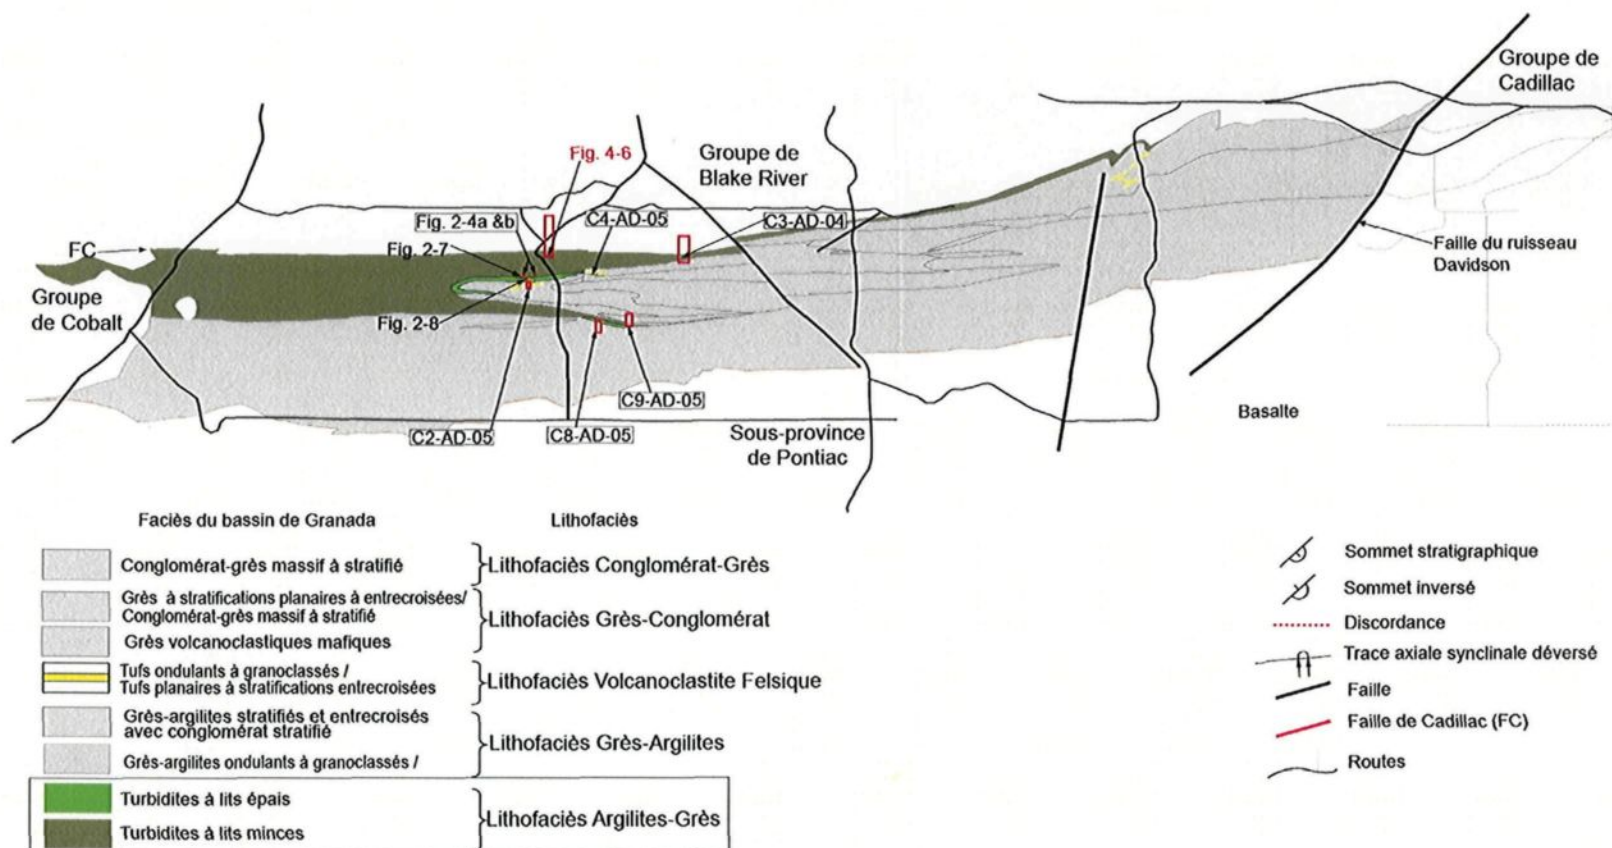 Groupe de
Cadillac
Fig. 4-6
Groupe de
Blake River
Fig. 2-4a &b
C4-AD-05
C3-AD-04
FC
Fig. 2-7
Faille du ruisseau
Davidson
Groupe
de Cobalt
Fig. 2-8
C9-AD-05
Basalte
C2-AD-05
C8-AD-05
Sous-province
de Pontiac
Faciès du bassin de Granada
Lithofaciès
Conglomérat-grès massif à stratifié
Lithofaciès Conglomérat-Grès
Grès à stratifications planaires à entrecroisées/
Conglomérat-grès massif à stratifié
Lithofaciès Grès-Conglomérat
Grès volcanoclastiques mafiques
Tufs ondulants à granoclassés /
Tufs planaires à stratifications entrecroisées
Lithofaciès Volcanoclastite Felsique
Grès-argilites stratifiés et entrecroisés
avec conglomérat stratifié
Lithofaciès Grès-Argilites
Grès-argilites ondulants à granoclassés /
Turbidites à lits épais
Lithofaciès Argilites-Grès
Turbidites à lits minces
Sommet stratigraphique
Sommet inversé
Discordance
Trace axiale synclinale déversé
Faille
Faille de Cadillac (FC)
Routes